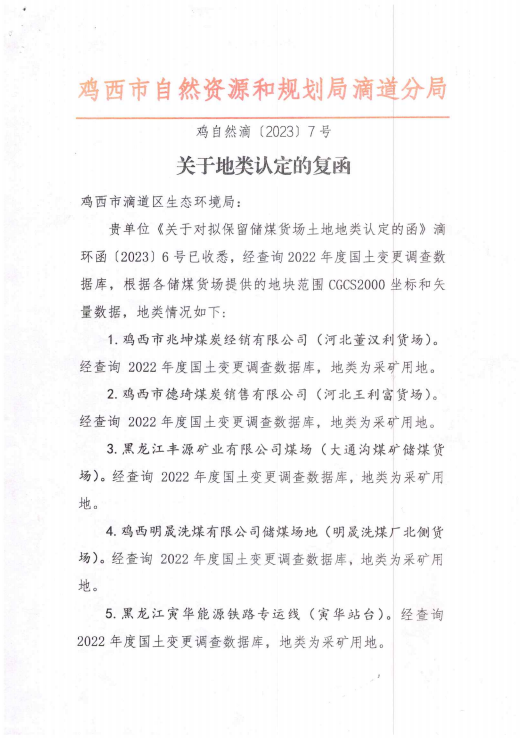 鸡西市自然资源和规划局滴道分局
鸡自然滴〔2023〕7号
关于地类认定的复函
鸡西市滴道区生态环境局：
贵单位《关于对拟保留储煤货场土地地类认定的函》滴
环函〔2023〕6号已收悉，经查询2022年度国土变更调查数
据库，根据各储煤货场提供的地块范围CGCS2000坐标和矢
量数据，地类情况如下：
1.鸡西市兆坤煤炭经销有限公司（河北董汉利货场）。
经查询 2022年度国土变更调查数据库，地类为采矿用地。
2.鸡西市德琦煤炭销售有限公司（河北王利富货场）。
经查询 2022年度国土变更调查数据库，地类为采矿用地。
3.黑龙江丰源矿业有限公司煤场（大通沟煤矿储煤货
场）。经查询 2022年度国土变更调查数据库，地类为采矿用
地。
4.鸡西明晟洗煤有限公司储煤场地（明晟洗煤厂北侧货
场）。经查询 2022年度国土变更调查数据库，地类为采矿用
地。
5.黑龙江寅华能源铁路专运线（寅华站台）。经查询
2022年度国土变更调查数据库，地类为采矿用地。